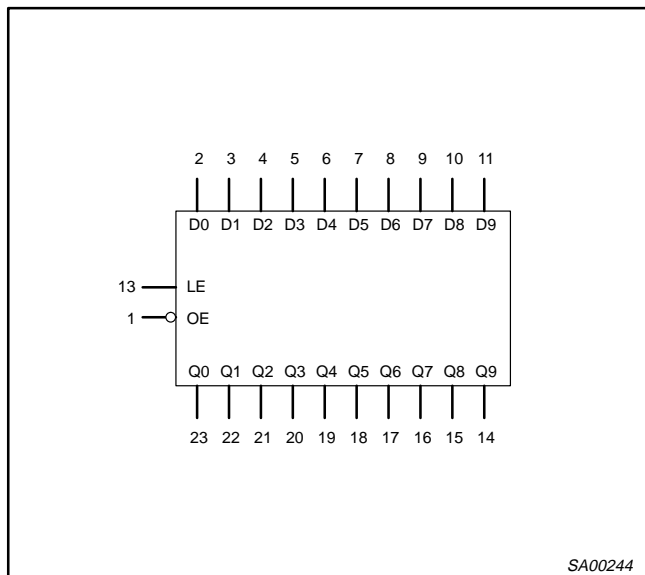 2 3 4 5 6 7 8 9 10 11
D0 D1 D2 D3 D4 D5 D6 D7 D8 D9
13 LE
1 OE
Q0 Q1 Q2 Q3 Q4 Q5 Q6 Q7 Q8 Q9
23 22 21 20 19 18 17 16 15 14
SA00244